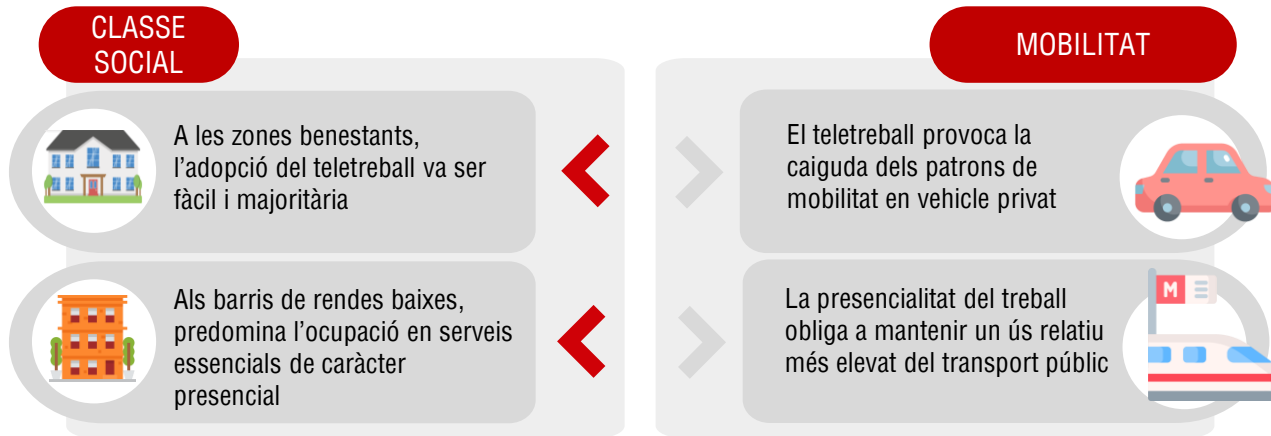 CLASSE
SOCIAL
A les zones benestants,
l’adopció del teletreball va ser
fàcil i majoritària
Als barris de rendes baixes,
predomina l’ocupació en serveis
essencials de caràcter
presencial
MOBILITAT
El teletreball provoca la
caiguda dels patrons de
mobilitat en vehicle privat
La presencialitat del treball
obliga a mantenir un ús relatiu
més elevat del transport públic
M